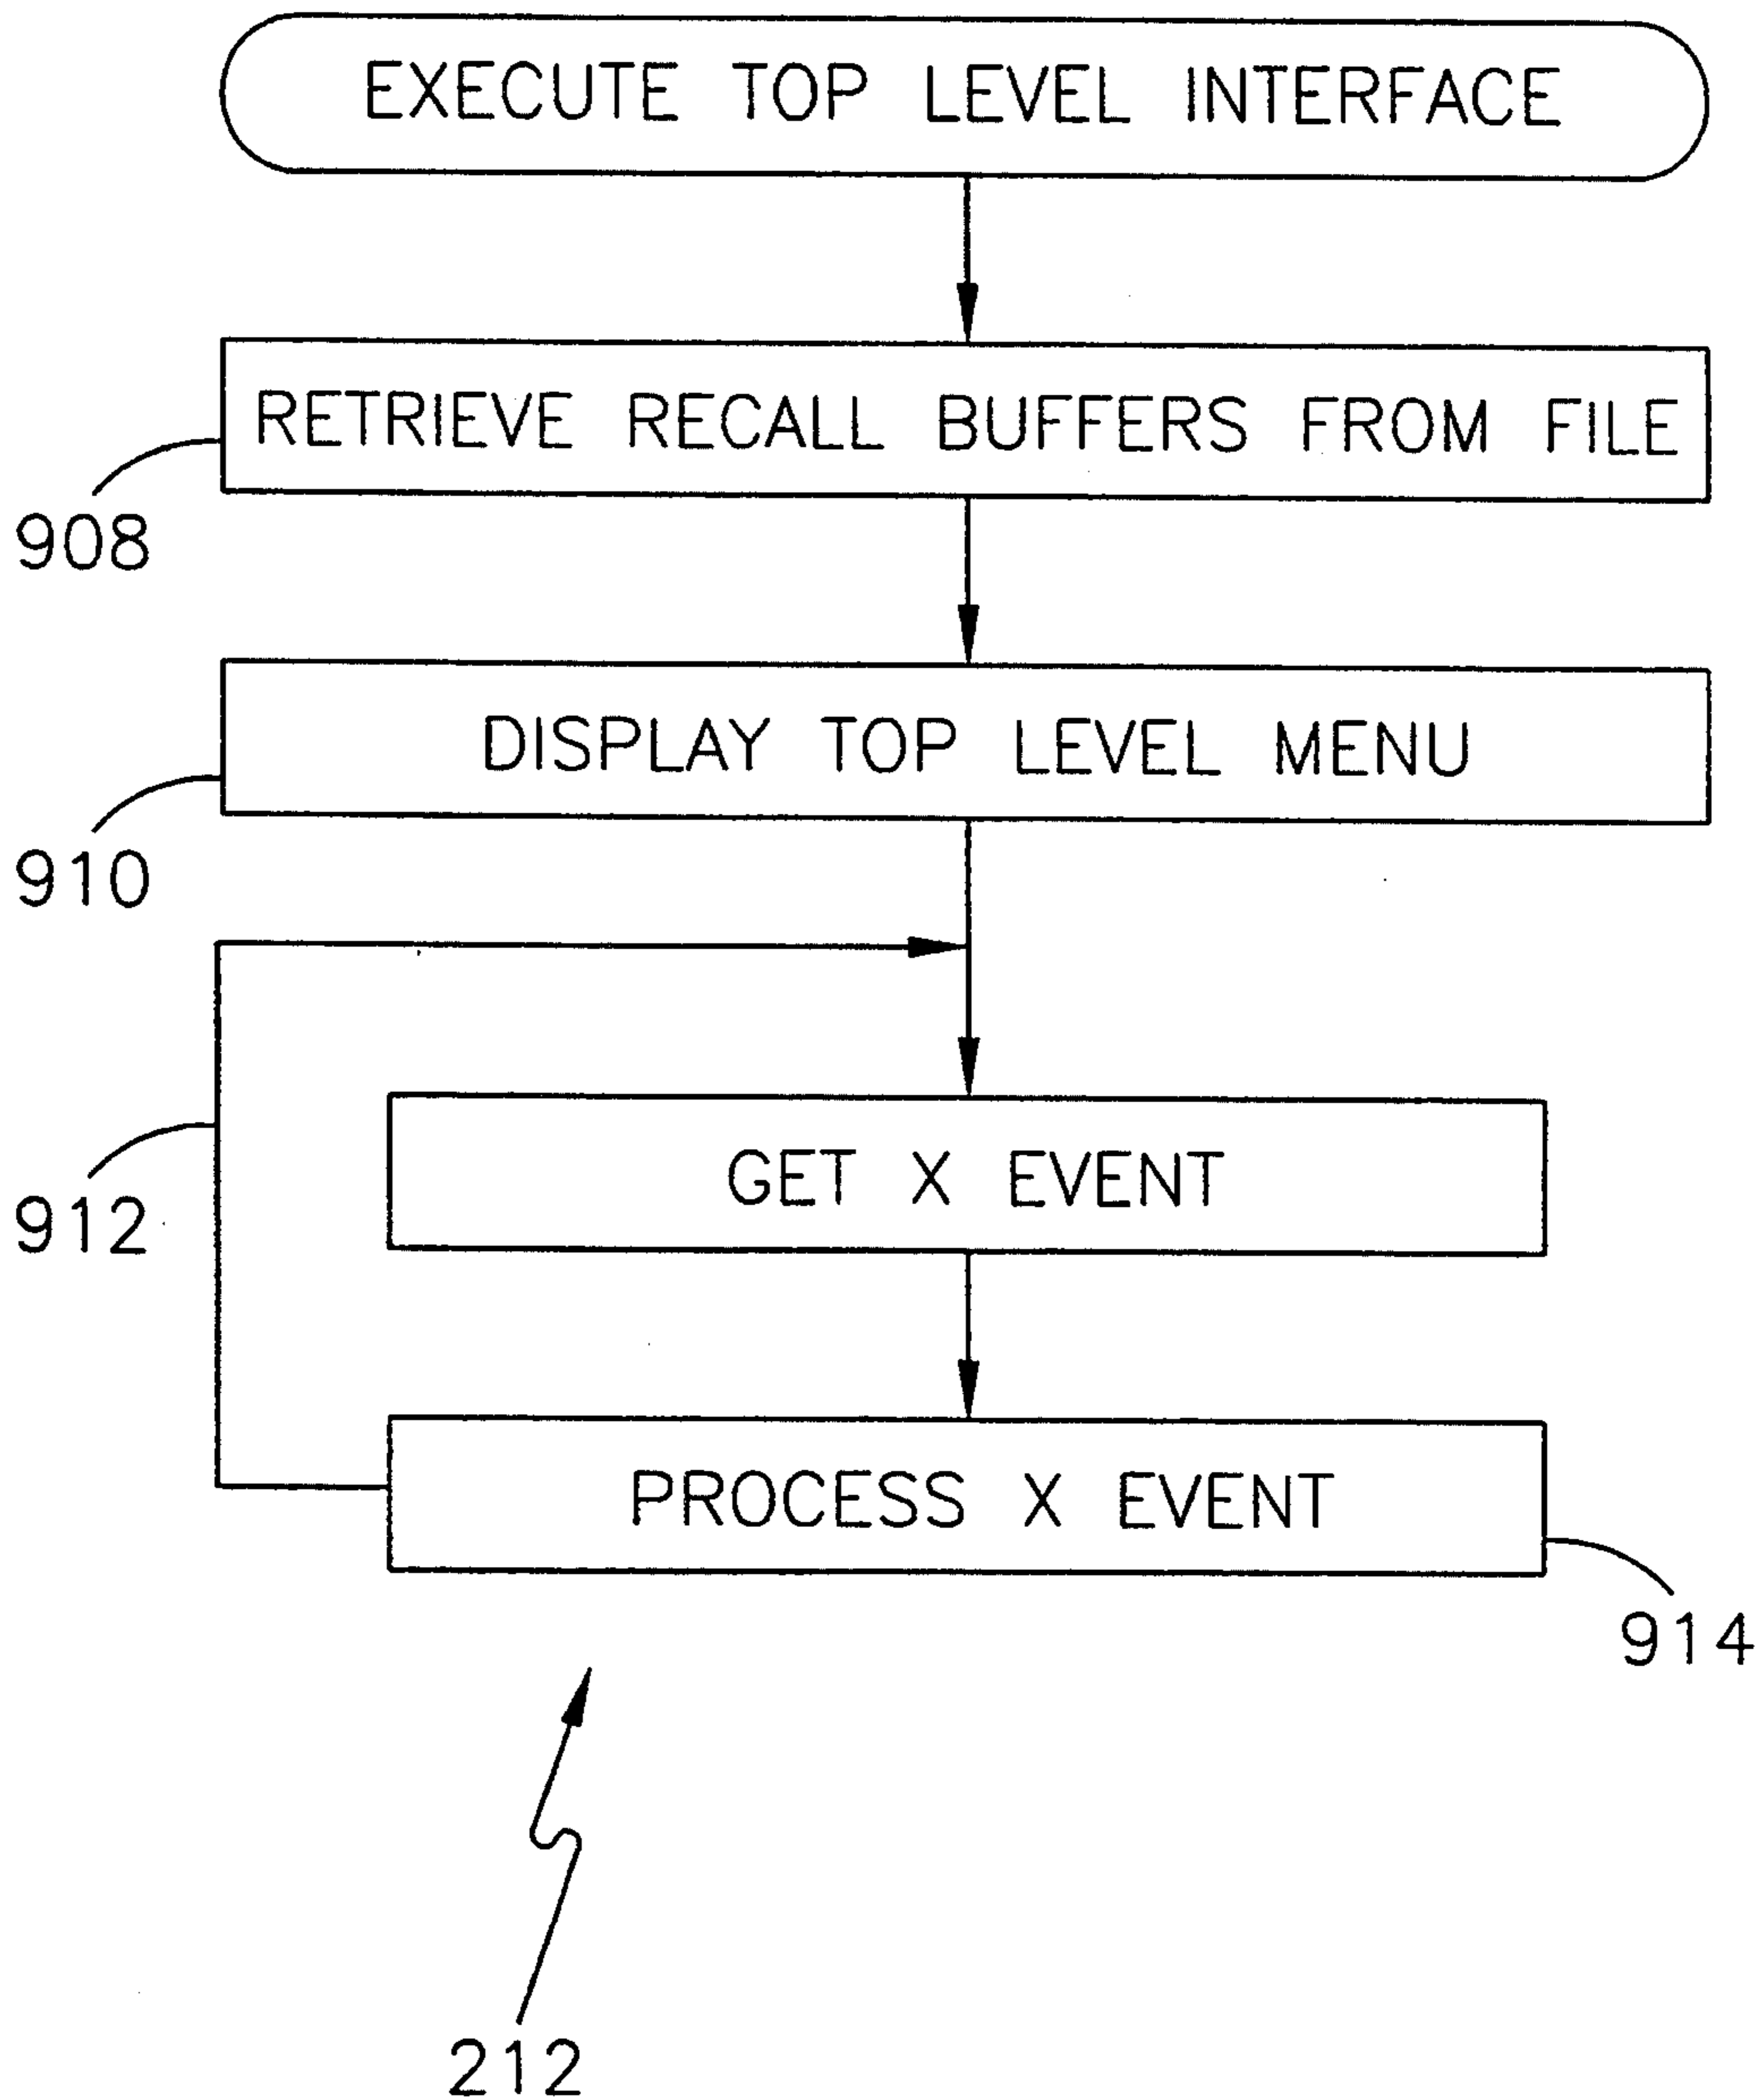 EXECUTE TOP LEVEL INTERFACE
RETRIEVE RECALL BUFFERS FROM FILE
908
DISPLAY TOP LEVEL MENU
910
912
GET X EVENT
PROCESS X EVENT
914
212